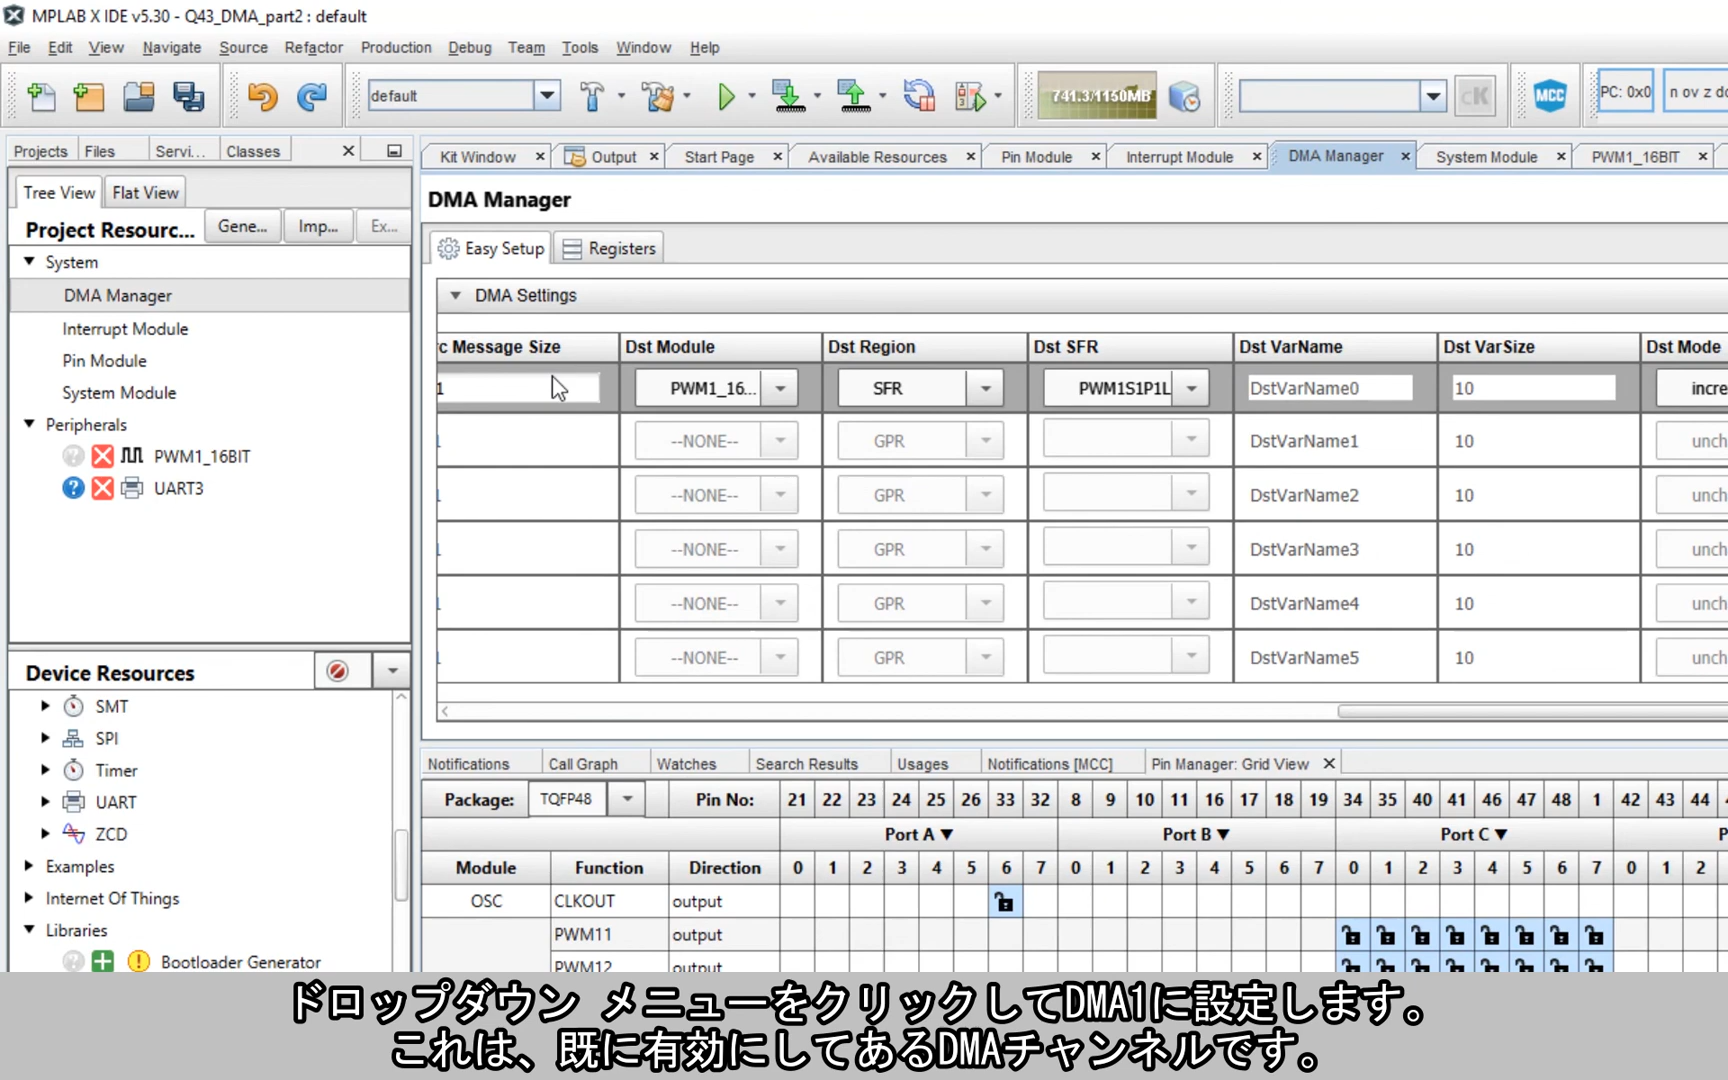 MPLAB X IDE v5.30 - Q43_DMA_part2 : default
File Edit View Navigate Source Refactor Production Debug Team Tools Window Help
default 741.3/1150MB MCC PC: 0x0 n ov z dc
Projects Files Servi... Classes
Kit Window Output Start Page Available Resources Pin Module Interrupt Module DMA Manager System Module PWM1_16BIT
Tree View Flat View
Project Resourc... Gene... Imp... Ex...
System
DMA Manager
Interrupt Module
Pin Module
System Module
Peripherals
PWM1_16BIT
UART3
DMA Manager
Easy Setup Registers
DMA Settings
c Message Size Dst Module Dst Region Dst SFR Dst VarName Dst VarSize Dst Mode
1 PWM1_16... SFR PWM1S1P1L DstVarName0 10 incre
1 --NONE-- GPR DstVarName1 10 unch
1 --NONE-- GPR DstVarName2 10 unch
1 --NONE-- GPR DstVarName3 10 unch
1 --NONE-- GPR DstVarName4 10 unch
1 --NONE-- GPR DstVarName5 10 unch
Device Resources
SMT
SPI
Timer
UART
ZCD
Examples
Internet Of Things
Libraries
Bootloader Generator
Notifications Call Graph Watches Search Results Usages Notifications [MCC] Pin Manager: Grid View
Package: TQFP48 Pin No: 21 22 23 24 25 26 33 32 8 9 10 11 16 17 18 19 34 35 40 41 46 47 48 1 42 43 44
Port A ▼ Port B ▼ Port C ▼
Module Function Direction 0 1 2 3 4 5 6 7 0 1 2 3 4 5 6 7 0 1 2 3 4 5 6 7 0 1 2
OSC CLKOUT output
PWM11 output
PWM12 output
ドロップダウン メニューをクリックしてDMA1に設定します。
これは、既に有効にしてあるDMAチャンネルです。